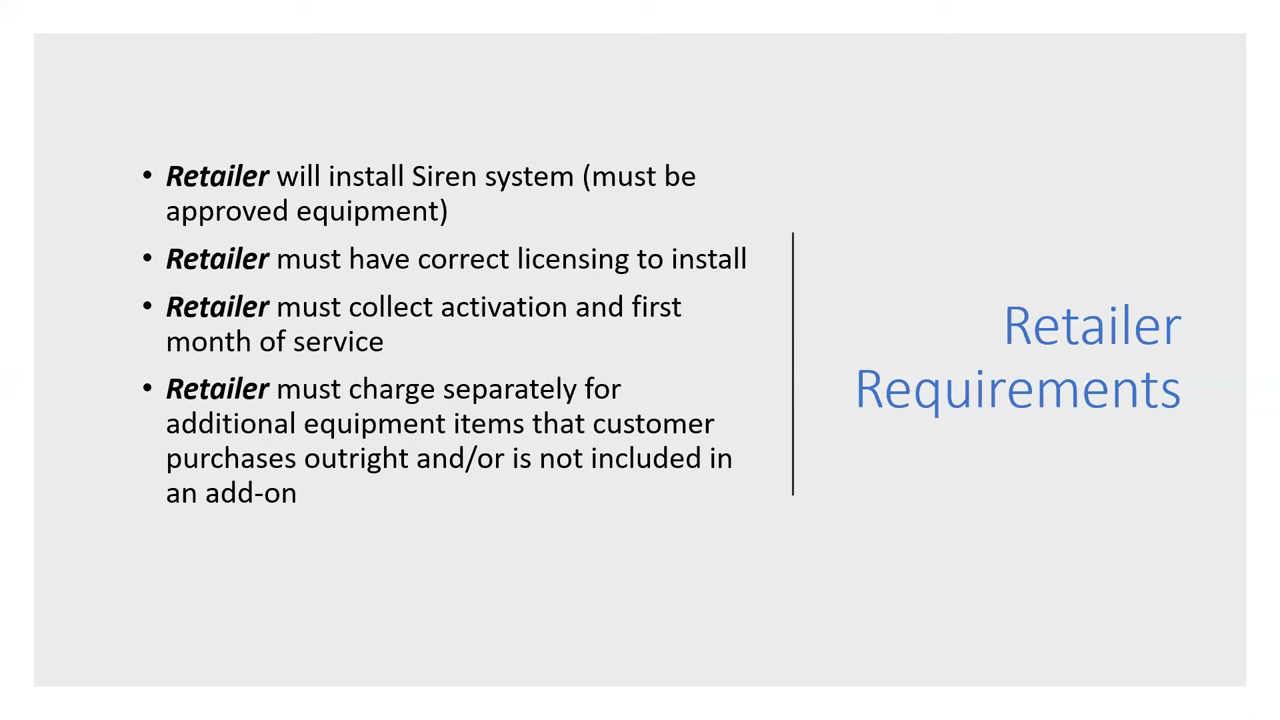 • Retailer will install Siren system (must be
approved equipment)
• Retailer must have correct licensing to install
• Retailer must collect activation and first
month of service
• Retailer must charge separately for
additional equipment items that customer
purchases outright and/or is not included in
an add-on
Retailer
Requirements